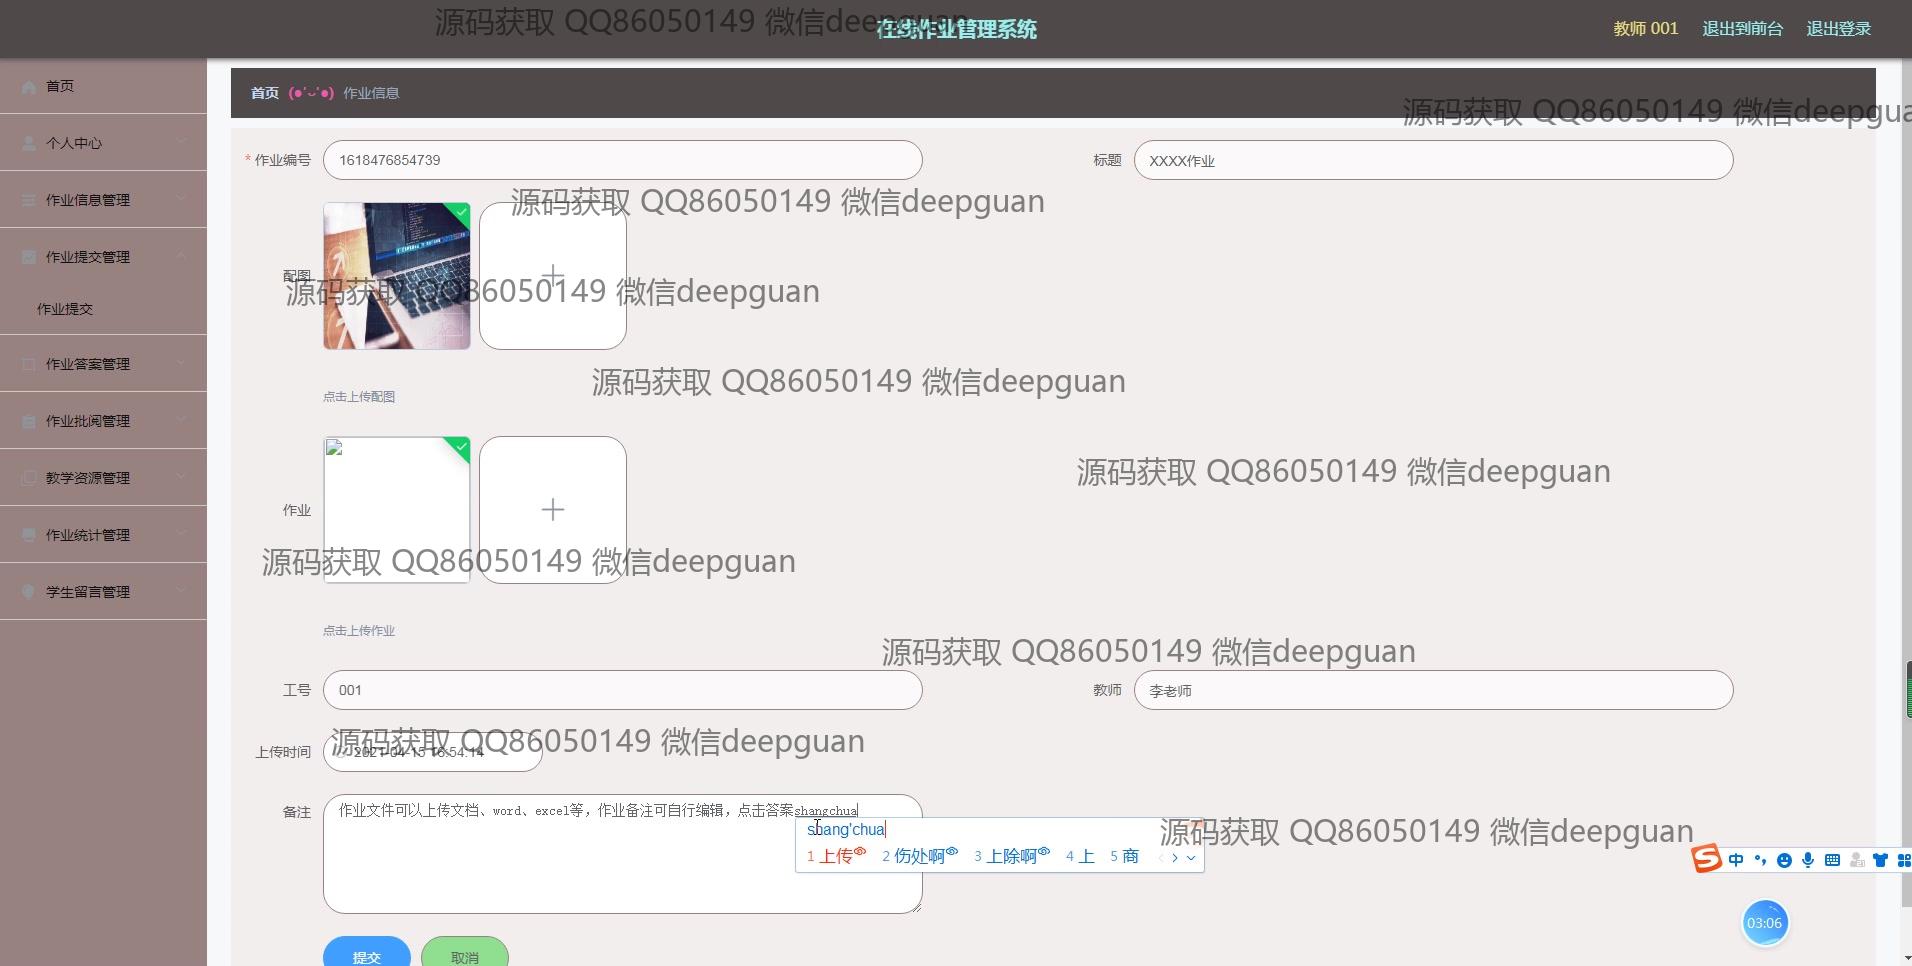 源码获取 QQ86050149 微信deepguan
在线作业管理系统
教师 001 退出到前台 退出登录
首页
个人中心
作业信息管理
作业提交管理
作业提交
作业答案管理
作业批阅管理
教学资源管理
作业统计管理
学生留言管理
首页 (●'◡'●) 作业信息
源码获取 QQ86050149 微信deepgua
* 作业编号 1618476854739 标题 XXXX作业
源码获取 QQ86050149 微信deepguan
配图
源码获取 QQ86050149 微信deepguan
源码获取 QQ86050149 微信deepguan
点击上传配图
源码获取 QQ86050149 微信deepguan
作业
源码获取 QQ86050149 微信deepguan
点击上传作业
源码获取 QQ86050149 微信deepguan
工号 001 教师 李老师
源码获取 QQ86050149 微信deepguan
上传时间 2021-04-15 16:54:14
备注 作业文件可以上传文档、word、excel等，作业备注可自行编辑，点击答案shangchua
shang'chua
源码获取 QQ86050149 微信deepguan
1 上传 2 伤处啊 3 上除啊 4 上 5 商
中
03:06
提交 取消